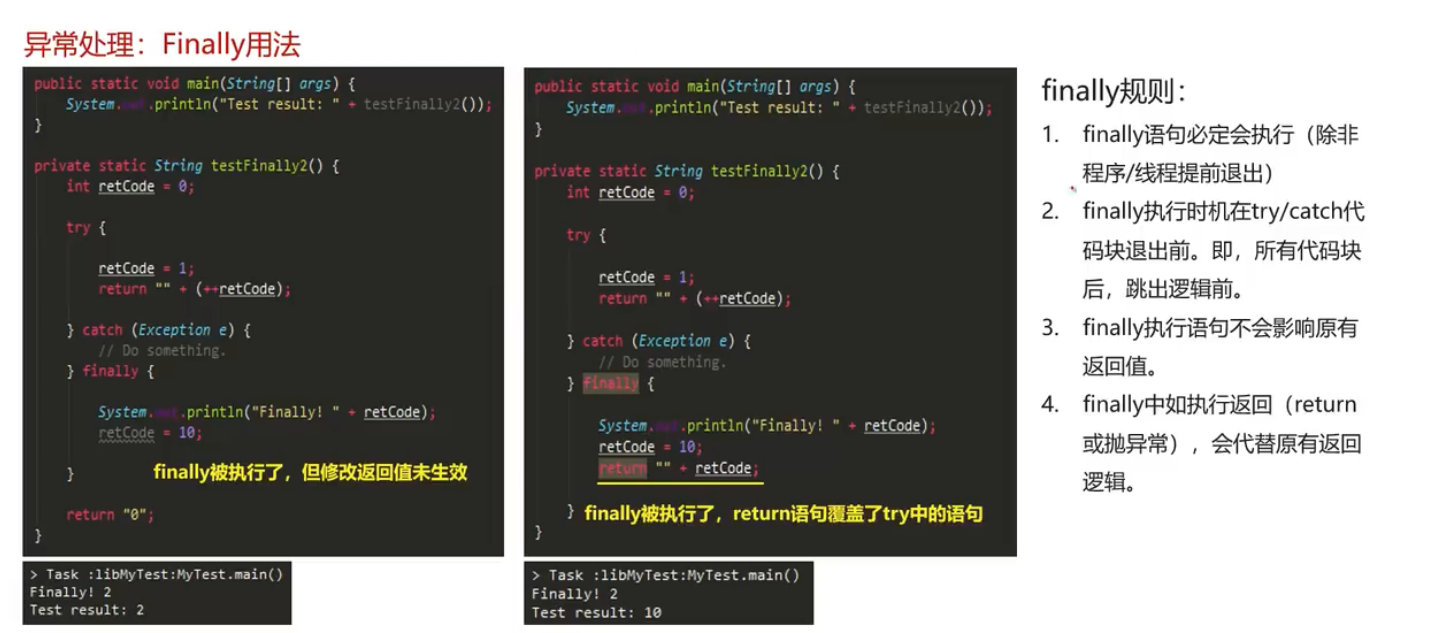 异常处理：Finally用法
public static void main(String[] args) {
System.out.println("Test result: " + testFinally2());
}
private static String testFinally2() {
int retCode = 0;
try {
retCode = 1;
return "" + (++retCode);
} catch (Exception e) {
// Do something.
} finally {
System.out.println("Finally! " + retCode);
retCode = 10;
}
finally被执行了，但修改返回值未生效
return "0";
}
> Task :libMyTest:MyTest.main()
Finally! 2
Test result: 2
public static void main(String[] args) {
System.out.println("Test result: " + testFinally2());
}
private static String testFinally2() {
int retCode = 0;
try {
retCode = 1;
return "" + (++retCode);
} catch (Exception e) {
// Do something.
} finally {
System.out.println("Finally! " + retCode);
retCode = 10;
return "" + retCode;
} finally被执行了，return语句覆盖了try中的语句
}
> Task :libMyTest:MyTest.main()
Finally! 2
Test result: 10
finally规则：
1. finally语句必定会执行（除非
程序/线程提前退出）
2. finally执行时机在try/catch代
码块退出前。即，所有代码块
后，跳出逻辑前。
3. finally执行语句不会影响原有
返回值。
4. finally中如执行返回（return
或抛异常），会代替原有返回
逻辑。